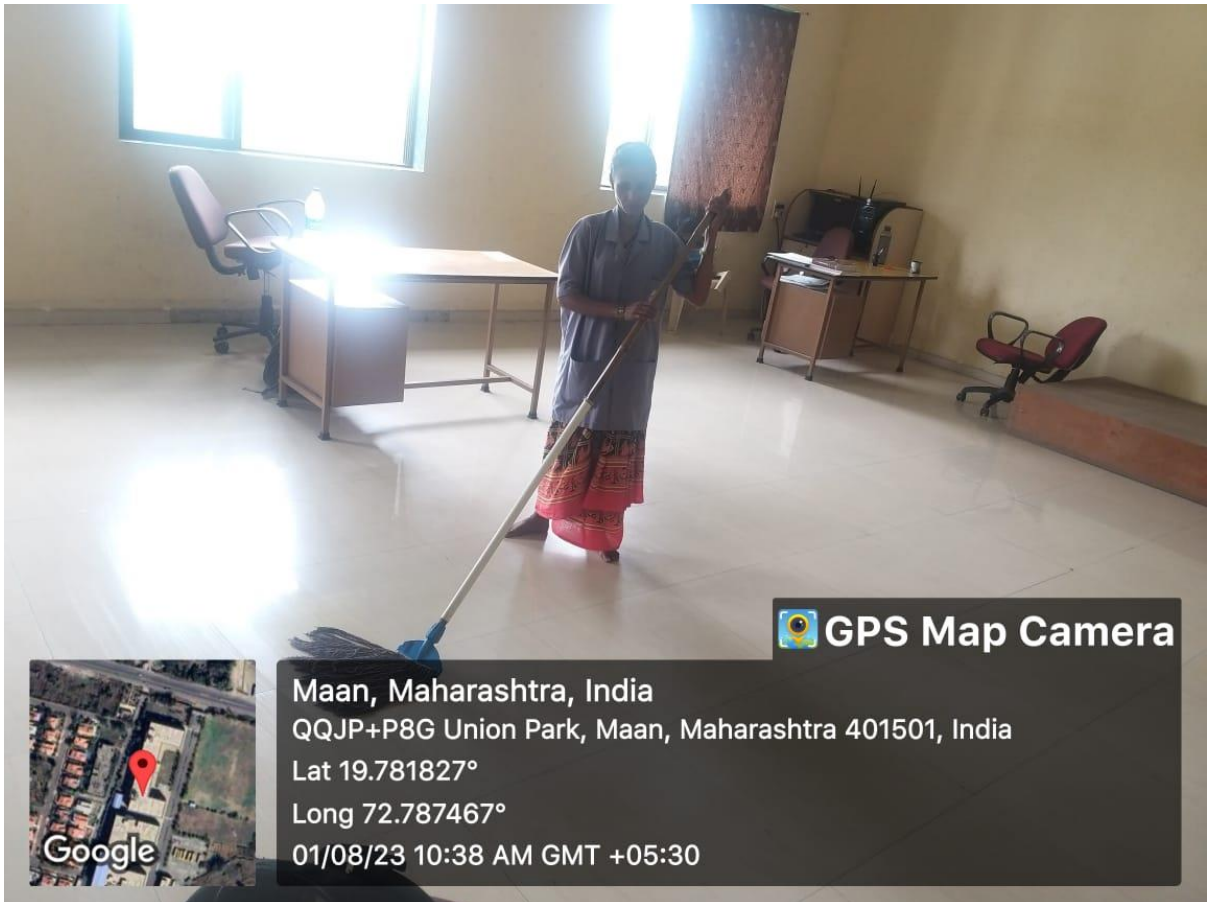 GPS Map Camera
Maan, Maharashtra, India
QQJP+P8G Union Park, Maan, Maharashtra 401501, India
Lat 19.781827°
Long 72.787467°
01/08/23 10:38 AM GMT +05:30
Google